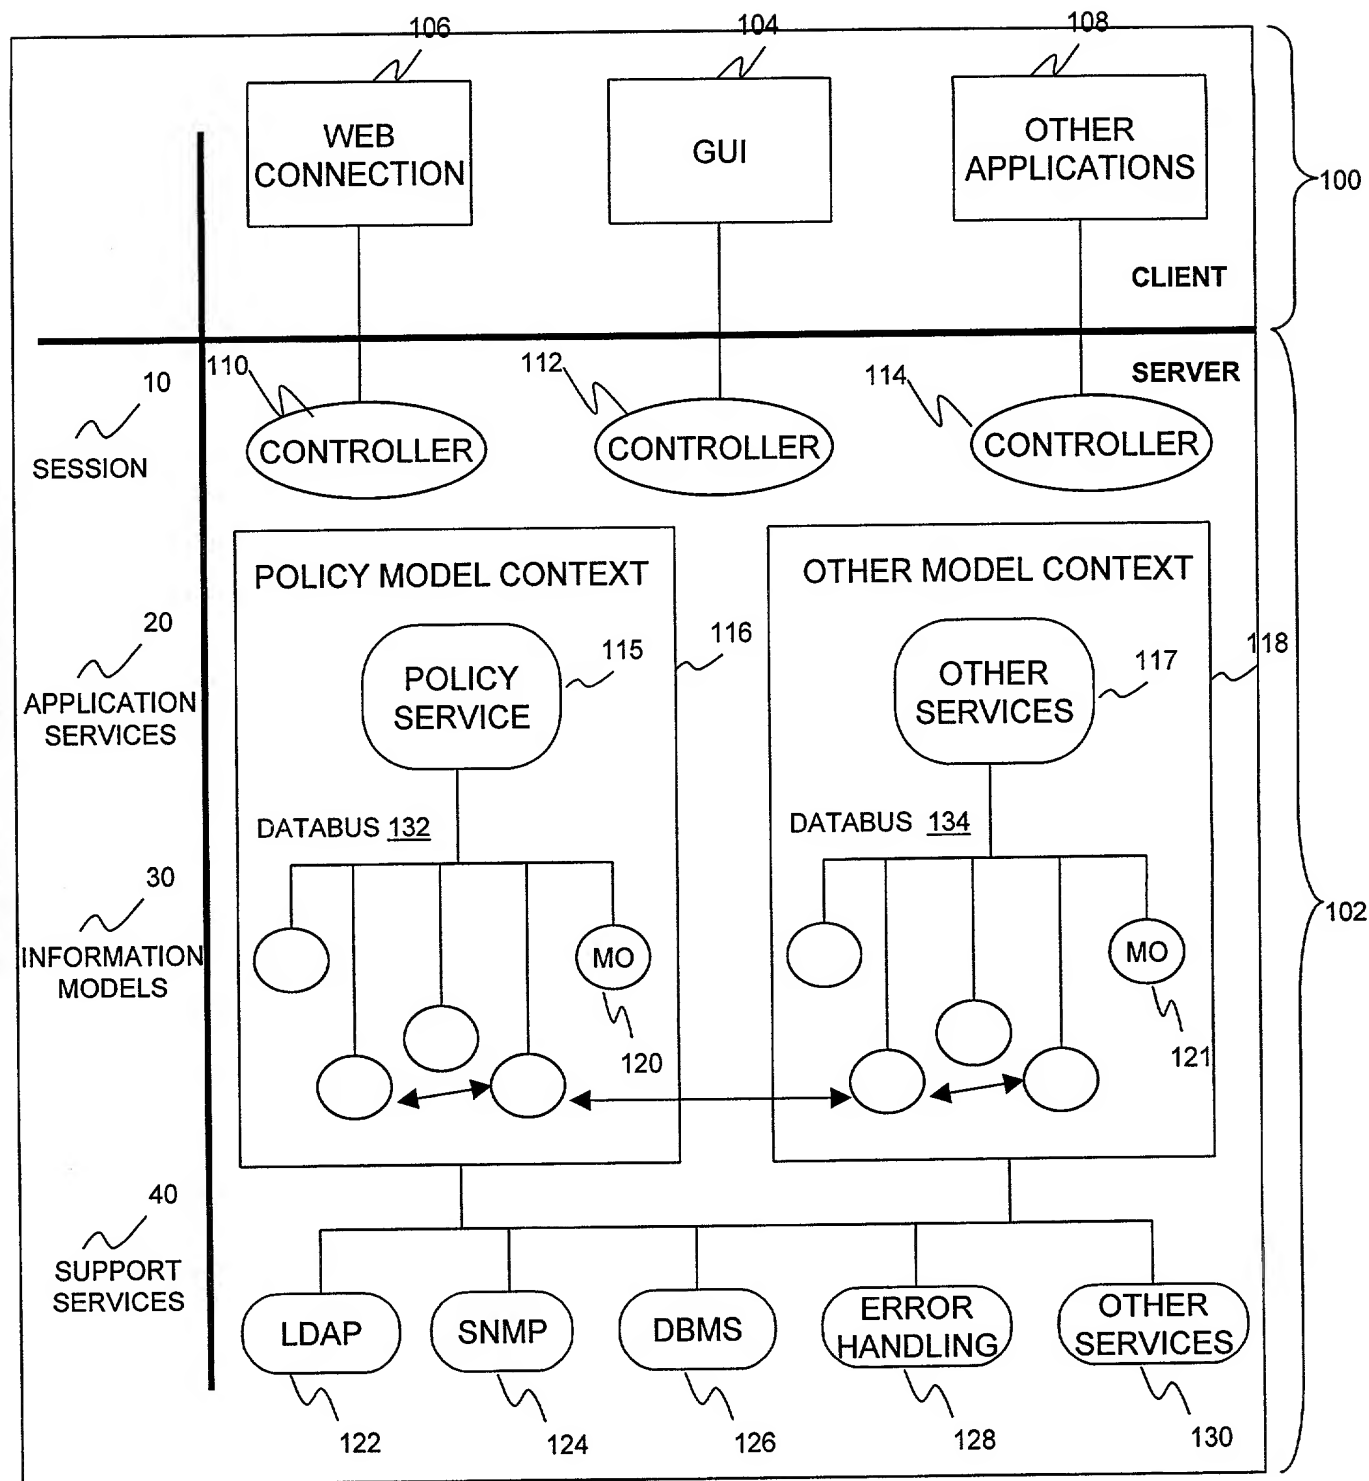 106
104
108
WEB
CONNECTION
GUI
OTHER
APPLICATIONS
100
CLIENT
SERVER
10
110
112
114
SESSION
CONTROLLER
CONTROLLER
CONTROLLER
POLICY MODEL CONTEXT
OTHER MODEL CONTEXT
20
115
116
117
118
APPLICATION
SERVICES
POLICY
SERVICE
OTHER
SERVICES
DATABUS 132
DATABUS 134
30
102
INFORMATION
MODELS
MO
MO
120
121
40
SUPPORT
SERVICES
LDAP
SNMP
DBMS
ERROR
HANDLING
OTHER
SERVICES
122
124
126
128
130